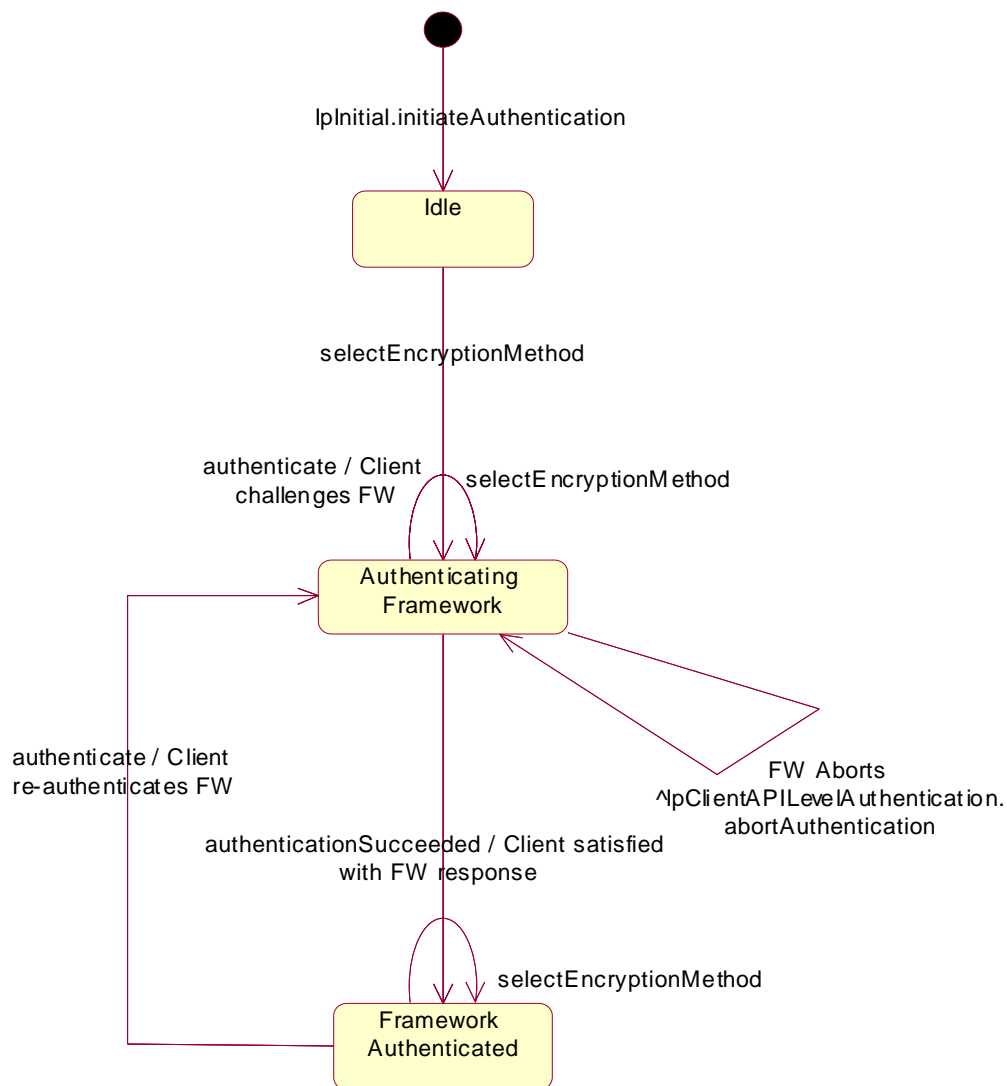 IpInitial.initiateAuthentication
Idle
selectEncryptionMethod
authenticate / Client
challenges FW
selectEncryptionMethod
Authenticating
Framework
authenticate / Client
re-authenticates FW
FW Aborts
^IpClientAPILevelAuthentication.
abortAuthentication
authenticationSucceeded / Client satisfied
with FW response
selectEncryptionMethod
Framework
Authenticated